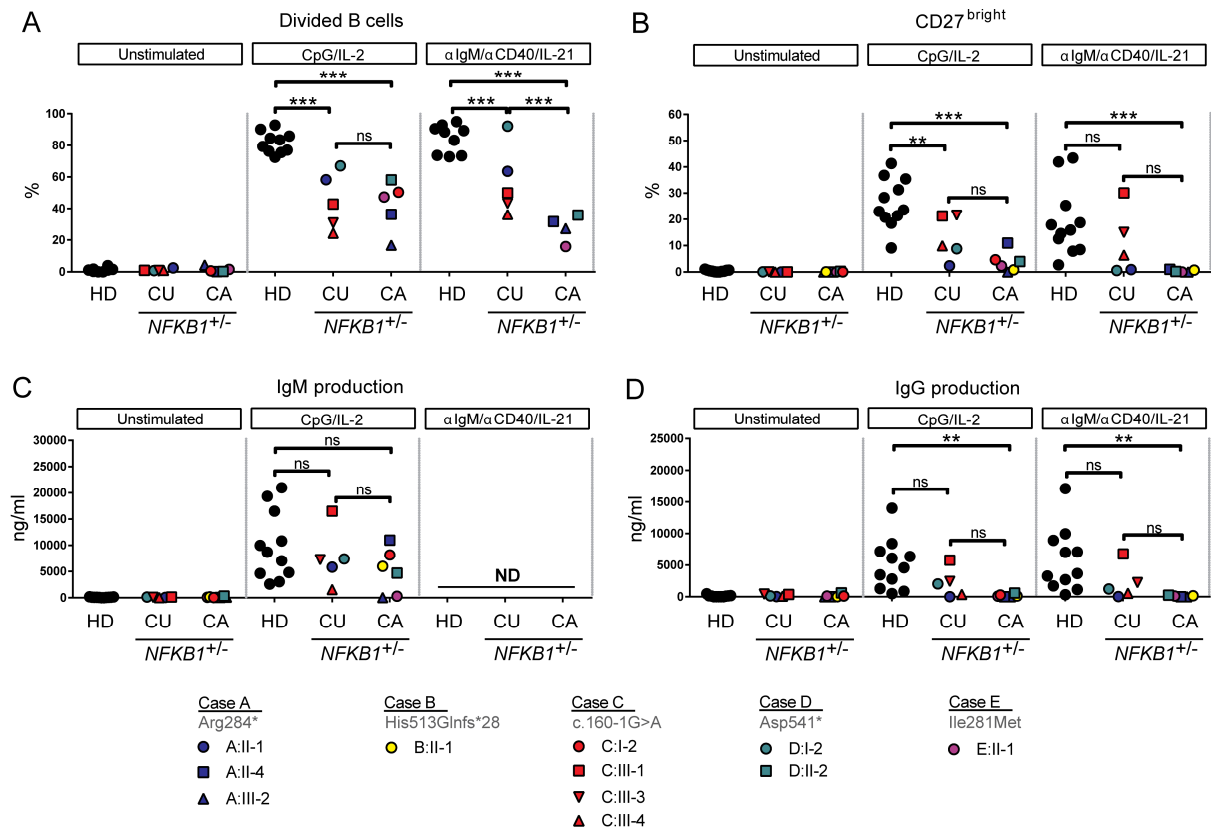 A
Divided B cells
Unstimulated
CpG/IL-2
αIgM/αCD40/IL-21
***
***
***
***
***
ns
100
80
60
40
20
0
%
HD
CU
CA
HD
CU
CA
HD
CU
CA
NFKB1+/-
NFKB1+/-
NFKB1+/-
B
CD27bright
Unstimulated
CpG/IL-2
αIgM/αCD40/IL-21
***
**
ns
***
ns
ns
60
50
40
30
20
10
0
%
HD
CU
CA
HD
CU
CA
HD
CU
CA
NFKB1+/-
NFKB1+/-
NFKB1+/-
C
IgM production
Unstimulated
CpG/IL-2
αIgM/αCD40/IL-21
ns
ns
ns
ND
30000
25000
20000
15000
10000
5000
0
ng/ml
HD
CU
CA
HD
CU
CA
HD
CU
CA
NFKB1+/-
NFKB1+/-
NFKB1+/-
D
IgG production
Unstimulated
CpG/IL-2
αIgM/αCD40/IL-21
**
ns
ns
**
ns
ns
25000
20000
15000
10000
5000
0
ng/ml
HD
CU
CA
HD
CU
CA
HD
CU
CA
NFKB1+/-
NFKB1+/-
NFKB1+/-
Case A
Arg284*
A:II-1
A:II-4
A:III-2
Case B
His513Glnfs*28
B:II-1
Case C
c.160-1G>A
C:I-2
C:III-1
C:III-3
C:III-4
Case D
Asp541*
D:I-2
D:II-2
Case E
Ile281Met
E:II-1